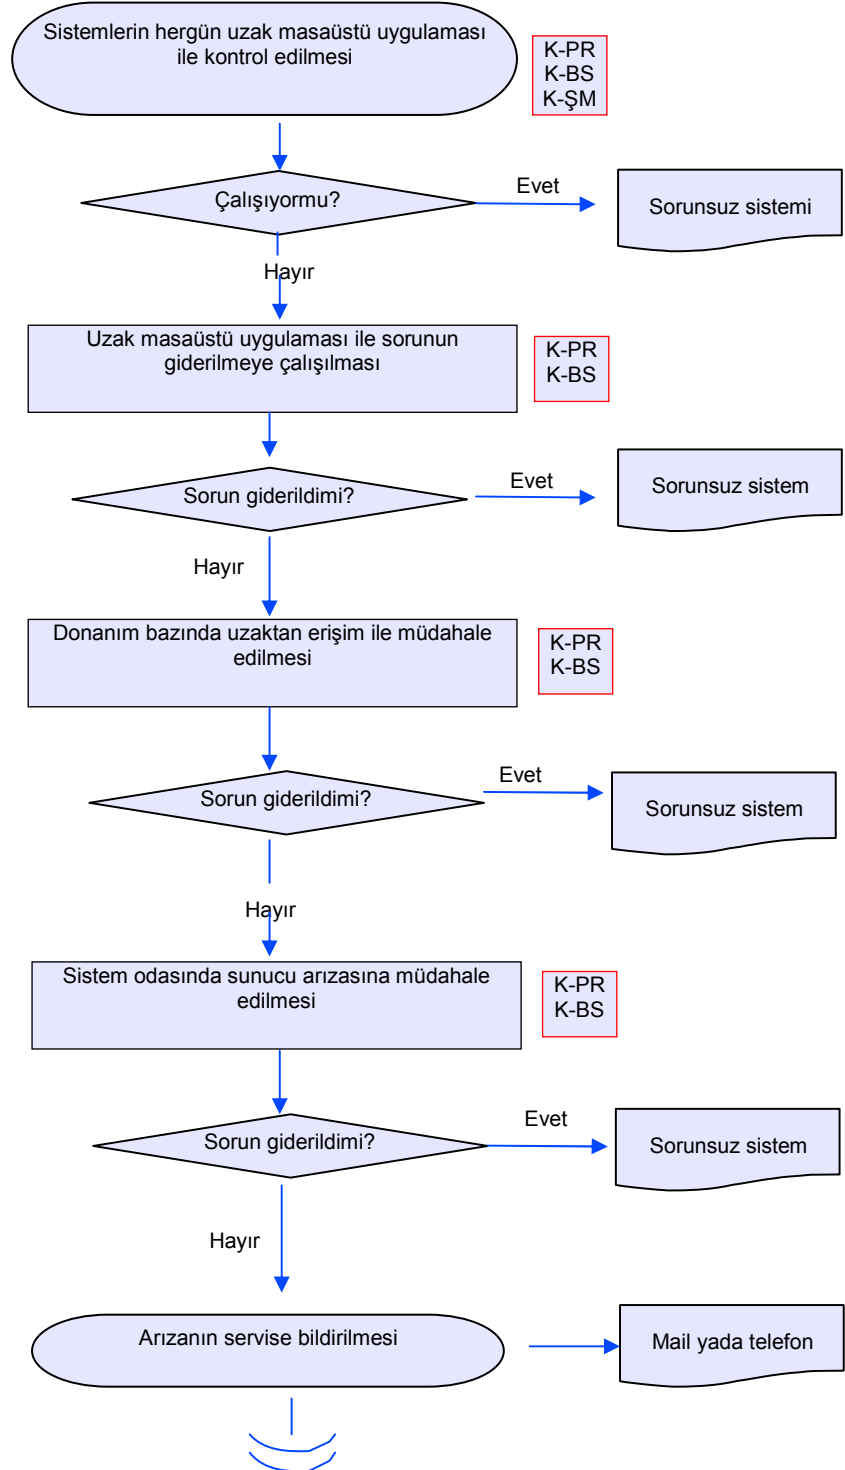 Sistemlerin hergün uzak masaüstü uygulaması
ile kontrol edilmesi
K-PR
K-BS
K-ŞM
Çalışıyormu?
Evet
Sorunsuz sistemi
Hayır
Uzak masaüstü uygulaması ile sorunun
giderilmeye çalışılması
K-PR
K-BS
Sorun giderildimi?
Evet
Sorunsuz sistem
Hayır
Donanım bazında uzaktan erişim ile müdahale
edilmesi
K-PR
K-BS
Sorun giderildimi?
Evet
Sorunsuz sistem
Hayır
Sistem odasında sunucu arızasına müdahale
edilmesi
K-PR
K-BS
Sorun giderildimi?
Evet
Sorunsuz sistem
Hayır
Arızanın servise bildirilmesi
Mail yada telefon